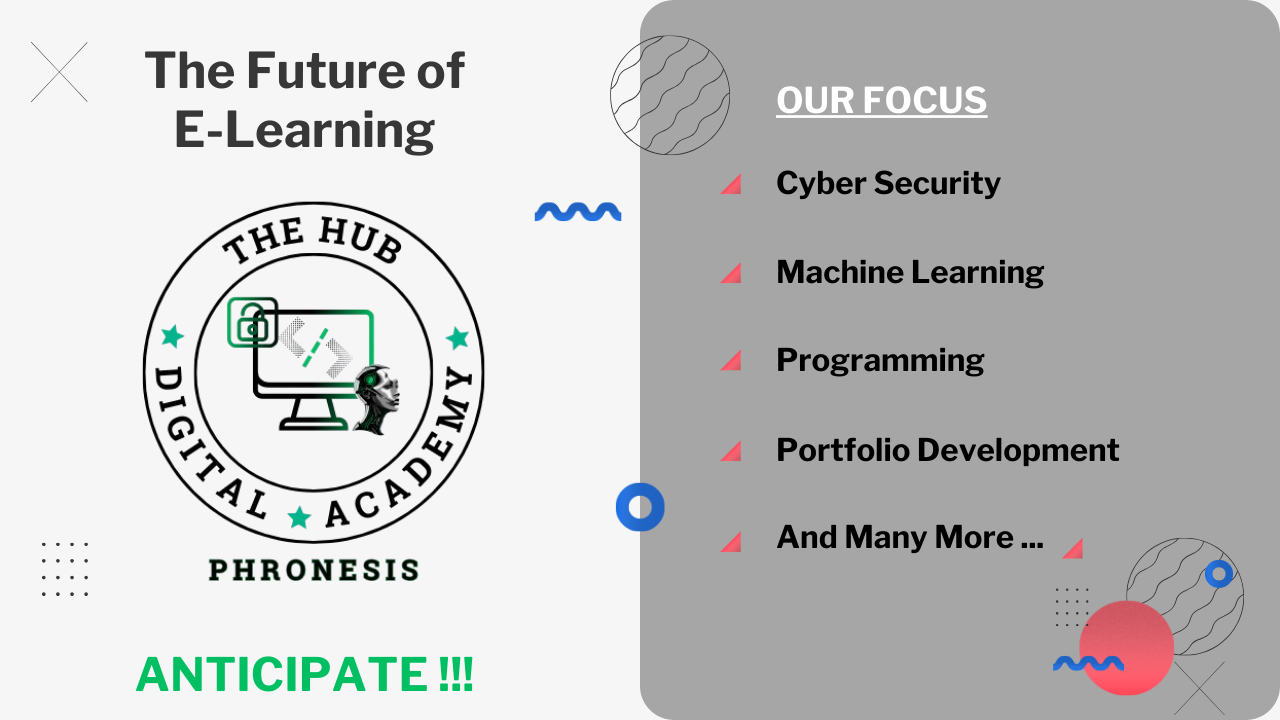 The Future of
E-Learning
THE HUB
DIGITAL ACADEMY
PHRONESIS
ANTICIPATE !!!
OUR FOCUS
Cyber Security
Machine Learning
Programming
Portfolio Development
And Many More ...